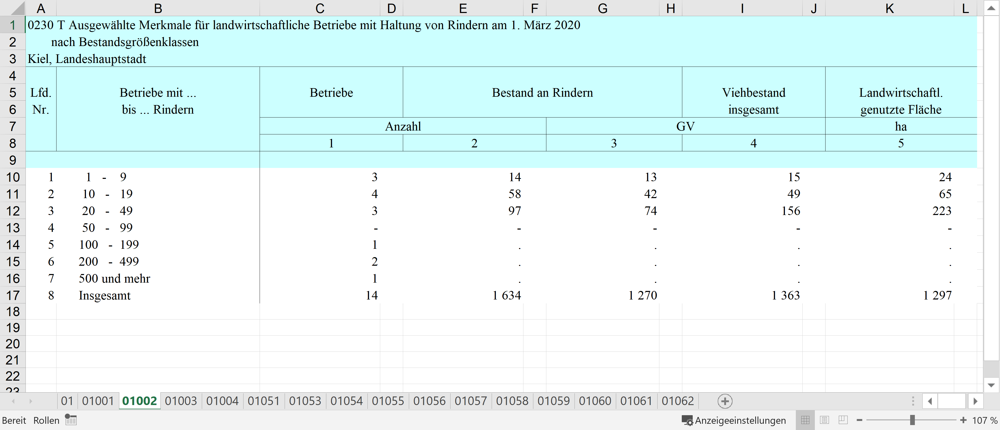 A B C D E F G H I J K L
1 0230 T Ausgewählte Merkmale für landwirtschaftliche Betriebe mit Haltung von Rindern am 1. März 2020
2 nach Bestandsgrößenklassen
3 Kiel, Landeshauptstadt
4
5 Lfd. Betriebe mit ... Betriebe Bestand an Rindern Viehbestand Landwirtschaftl.
6 Nr. bis ... Rindern insgesamt genutzte Fläche
7 Anzahl GV ha
8 1 2 3 4 5
9
10 1 1 - 9 3 14 13 15 24
11 2 10 - 19 4 58 42 49 65
12 3 20 - 49 3 97 74 156 223
13 4 50 - 99 - - - - -
14 5 100 - 199 1 . . . .
15 6 200 - 499 2 . . . .
16 7 500 und mehr 1 . . . .
17 8 Insgesamt 14 1 634 1 270 1 363 1 297
18
19
20
21
22
23
01 01001 01002 01003 01004 01051 01053 01054 01055 01056 01057 01058 01059 01060 01061 01062
Bereit Rollen Anzeigeeinstellungen 107 %